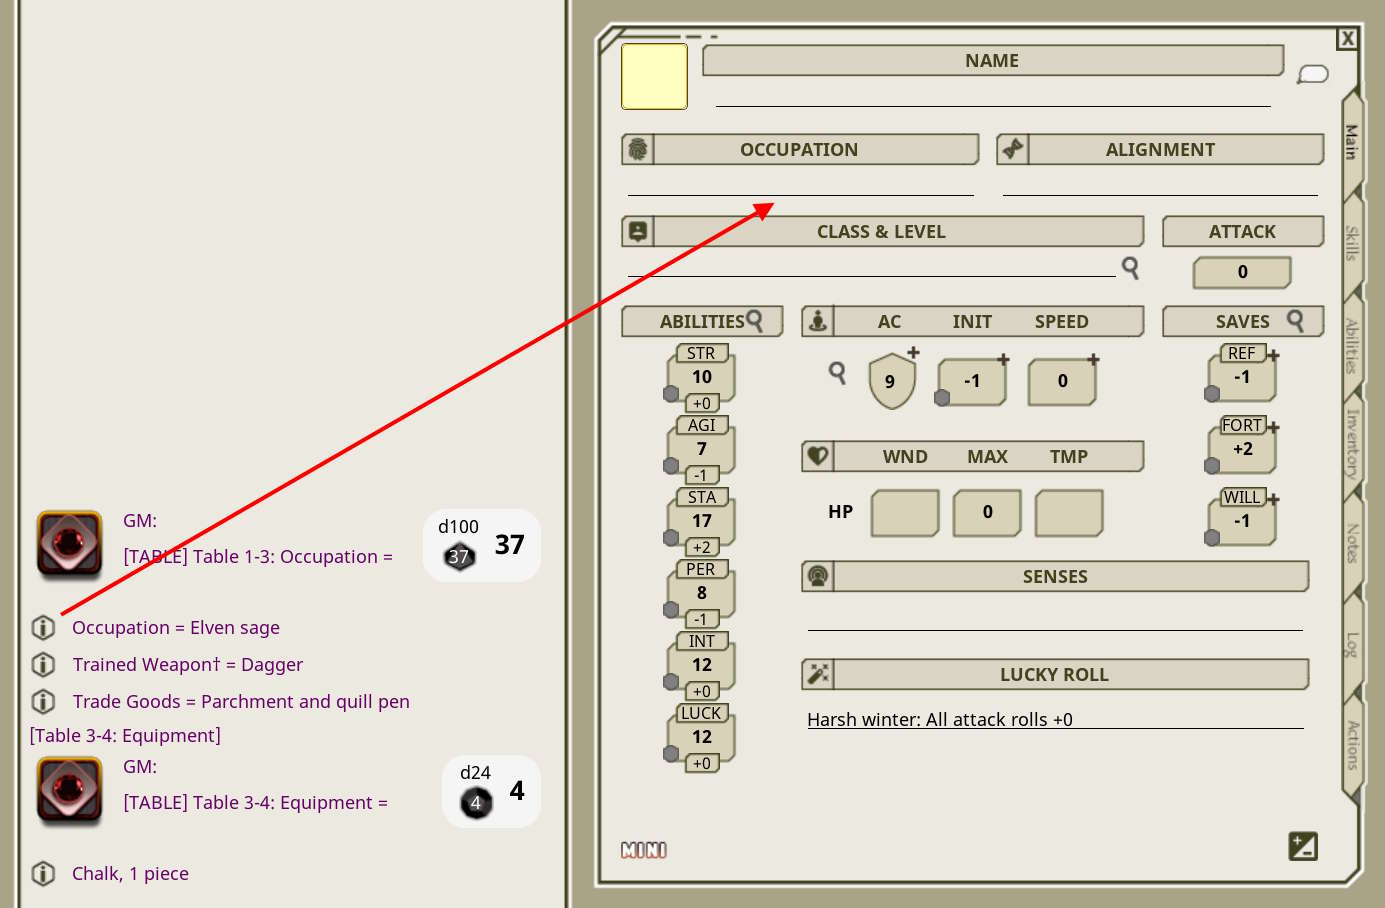 GM:
[TABLE] Table 1-3: Occupation =
d100
37
37
Occupation = Elven sage
Trained Weapon† = Dagger
Trade Goods = Parchment and quill pen
[Table 3-4: Equipment]
GM:
[TABLE] Table 3-4: Equipment =
d24
4
4
Chalk, 1 piece
X
NAME
OCCUPATION
ALIGNMENT
CLASS & LEVEL
ATTACK
0
ABILITIES
STR
10
+0
AGI
7
-1
STA
17
+2
PER
8
-1
INT
12
+0
LUCK
12
+0
AC INIT SPEED
9 -1 0
WND MAX TMP
HP 0
SENSES
LUCKY ROLL
Harsh winter: All attack rolls +0
SAVES
REF
-1
FORT
+2
WILL
-1
MINI
Main
Skills
Abilities
Inventory
Notes
Log
Actions